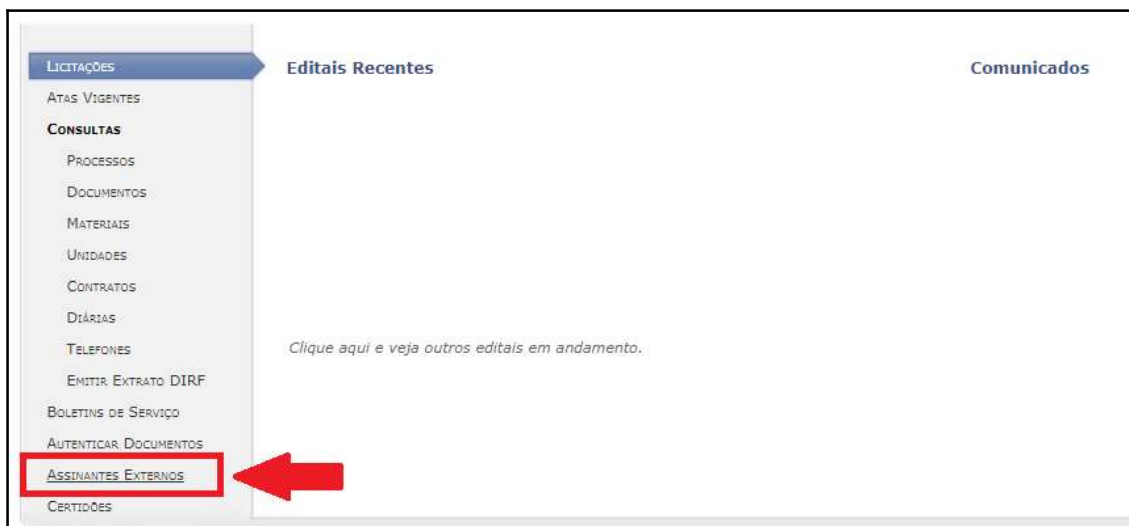 Licitações
Atas Vigentes
Consultas
Processos
Documentos
Materiais
Unidades
Contratos
Diárias
Telefones
Emitir Extrato DIRF
Boletins de Serviço
Autenticar Documentos
Assinantes Externos
Certidões
Editais Recentes
Clique aqui e veja outros editais em andamento.
Comunicados